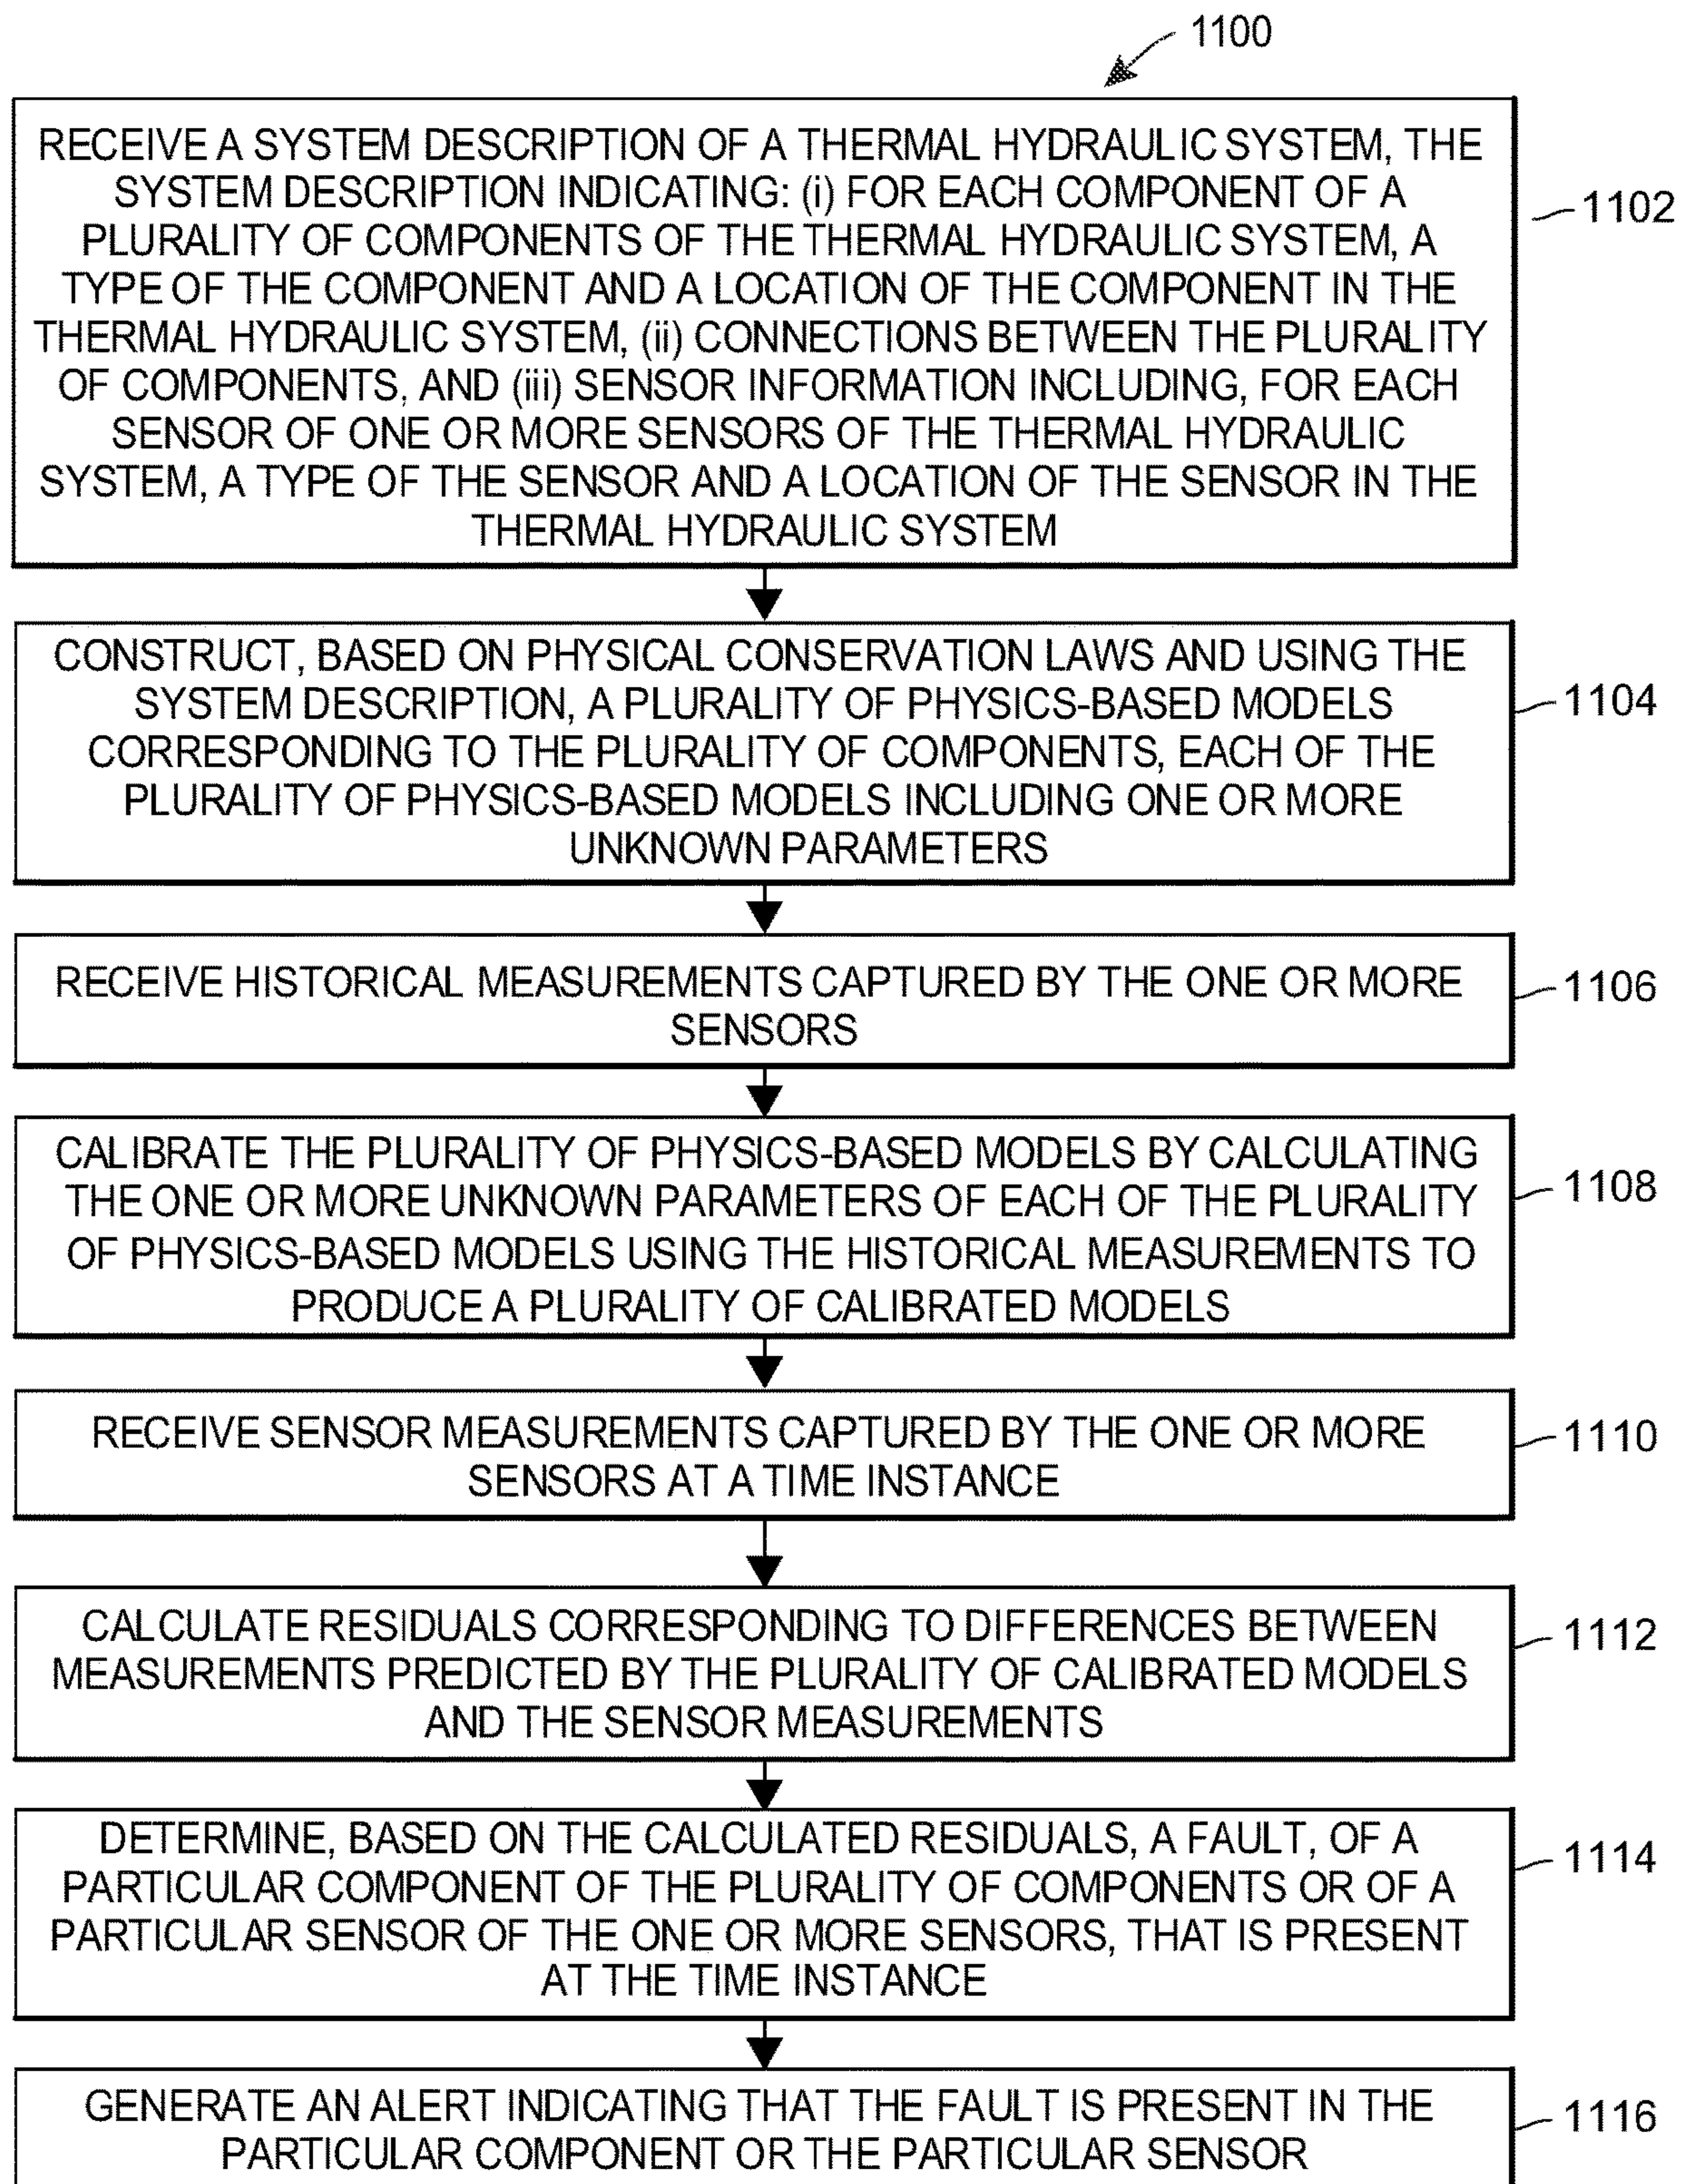 1100
RECEIVE A SYSTEM DESCRIPTION OF A THERMAL HYDRAULIC SYSTEM, THE
SYSTEM DESCRIPTION INDICATING: (i) FOR EACH COMPONENT OF A
PLURALITY OF COMPONENTS OF THE THERMAL HYDRAULIC SYSTEM, A
TYPE OF THE COMPONENT AND A LOCATION OF THE COMPONENT IN THE
THERMAL HYDRAULIC SYSTEM, (ii) CONNECTIONS BETWEEN THE PLURALITY
OF COMPONENTS, AND (iii) SENSOR INFORMATION INCLUDING, FOR EACH
SENSOR OF ONE OR MORE SENSORS OF THE THERMAL HYDRAULIC
SYSTEM, A TYPE OF THE SENSOR AND A LOCATION OF THE SENSOR IN THE
THERMAL HYDRAULIC SYSTEM
1102
CONSTRUCT, BASED ON PHYSICAL CONSERVATION LAWS AND USING THE
SYSTEM DESCRIPTION, A PLURALITY OF PHYSICS-BASED MODELS
CORRESPONDING TO THE PLURALITY OF COMPONENTS, EACH OF THE
PLURALITY OF PHYSICS-BASED MODELS INCLUDING ONE OR MORE
UNKNOWN PARAMETERS
1104
RECEIVE HISTORICAL MEASUREMENTS CAPTURED BY THE ONE OR MORE
SENSORS
1106
CALIBRATE THE PLURALITY OF PHYSICS-BASED MODELS BY CALCULATING
THE ONE OR MORE UNKNOWN PARAMETERS OF EACH OF THE PLURALITY
OF PHYSICS-BASED MODELS USING THE HISTORICAL MEASUREMENTS TO
PRODUCE A PLURALITY OF CALIBRATED MODELS
1108
RECEIVE SENSOR MEASUREMENTS CAPTURED BY THE ONE OR MORE
SENSORS AT A TIME INSTANCE
1110
CALCULATE RESIDUALS CORRESPONDING TO DIFFERENCES BETWEEN
MEASUREMENTS PREDICTED BY THE PLURALITY OF CALIBRATED MODELS
AND THE SENSOR MEASUREMENTS
1112
DETERMINE, BASED ON THE CALCULATED RESIDUALS, A FAULT, OF A
PARTICULAR COMPONENT OF THE PLURALITY OF COMPONENTS OR OF A
PARTICULAR SENSOR OF THE ONE OR MORE SENSORS, THAT IS PRESENT
AT THE TIME INSTANCE
1114
GENERATE AN ALERT INDICATING THAT THE FAULT IS PRESENT IN THE
PARTICULAR COMPONENT OR THE PARTICULAR SENSOR
1116